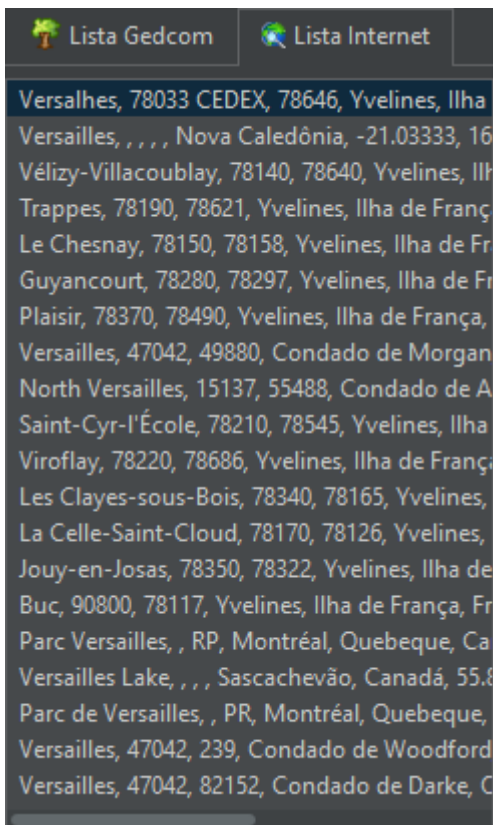 Lista Gedcom
Lista Internet
Versalhes, 78033 CEDEX, 78646, Yvelines, Ilha
Versailles, , , , , Nova Caledônia, -21.03333, 16
Vélizy-Villacoublay, 78140, 78640, Yvelines, Ilh
Trappes, 78190, 78621, Yvelines, Ilha de Franç
Le Chesnay, 78150, 78158, Yvelines, Ilha de Fr
Guyancourt, 78280, 78297, Yvelines, Ilha de Fr
Plaisir, 78370, 78490, Yvelines, Ilha de França,
Versailles, 47042, 49880, Condado de Morgan
North Versailles, 15137, 55488, Condado de A
Saint-Cyr-l'École, 78210, 78545, Yvelines, Ilha
Viroflay, 78220, 78686, Yvelines, Ilha de Franç
Les Clayes-sous-Bois, 78340, 78165, Yvelines,
La Celle-Saint-Cloud, 78170, 78126, Yvelines,
Jouy-en-Josas, 78350, 78322, Yvelines, Ilha de
Buc, 90800, 78117, Yvelines, Ilha de França, Fr
Parc Versailles, , RP, Montréal, Quebeque, Ca
Versailles Lake, , , , Sascachevão, Canadá, 55.8
Parc de Versailles, , PR, Montréal, Quebeque,
Versailles, 47042, 239, Condado de Woodford
Versailles, 47042, 82152, Condado de Darke, C